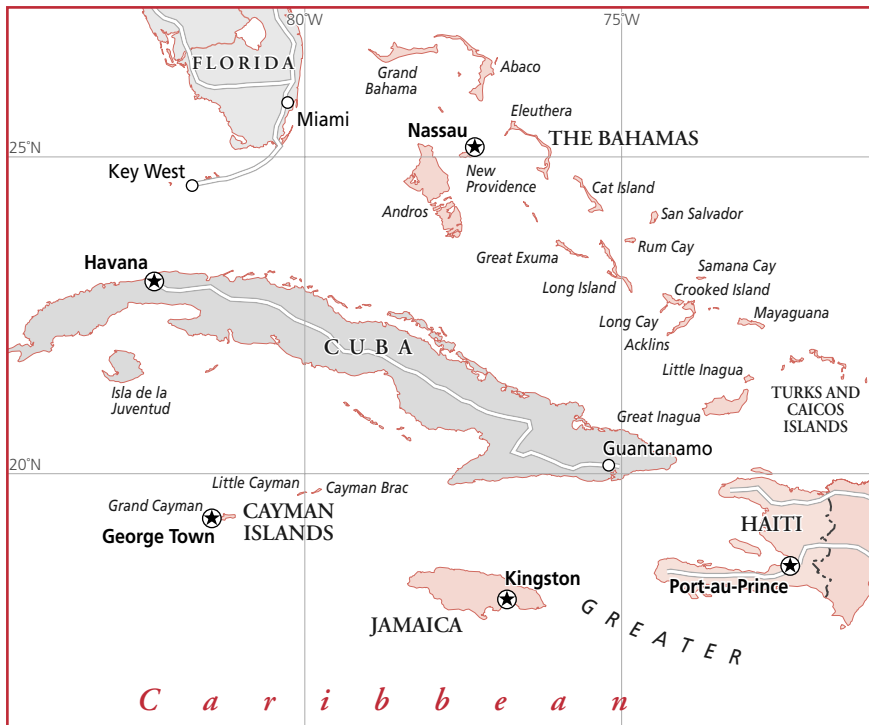 80°W
75°W
FLORIDA
Grand
Bahama
Abaco
Miami
Eleuthera
Nassau
THE BAHAMAS
25°N
Key West
New
Providence
Cat Island
Andros
San Salvador
Great Exuma
Rum Cay
Havana
Samana Cay
Long Island
Crooked Island
Long Cay
Mayaguana
Acklins
CUBA
Little Inagua
Isla de la
Juventud
TURKS AND
CAICOS
ISLANDS
Great Inagua
Guantanamo
20°N
Little Cayman
Cayman Brac
Grand Cayman
CAYMAN
ISLANDS
George Town
HAITI
Kingston
Port-au-Prince
JAMAICA
GREATER
Caribbean